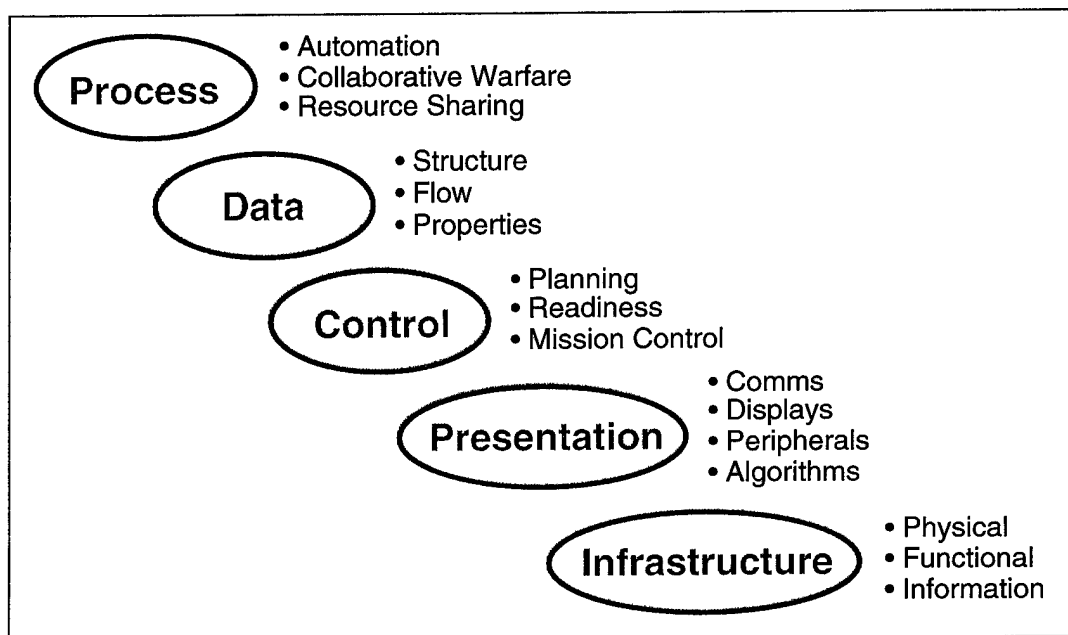 Process
• Automation
• Collaborative Warfare
• Resource Sharing
Data
• Structure
• Flow
• Properties
Control
• Planning
• Readiness
• Mission Control
Presentation
• Comms
• Displays
• Peripherals
• Algorithms
Infrastructure
• Physical
• Functional
• Information